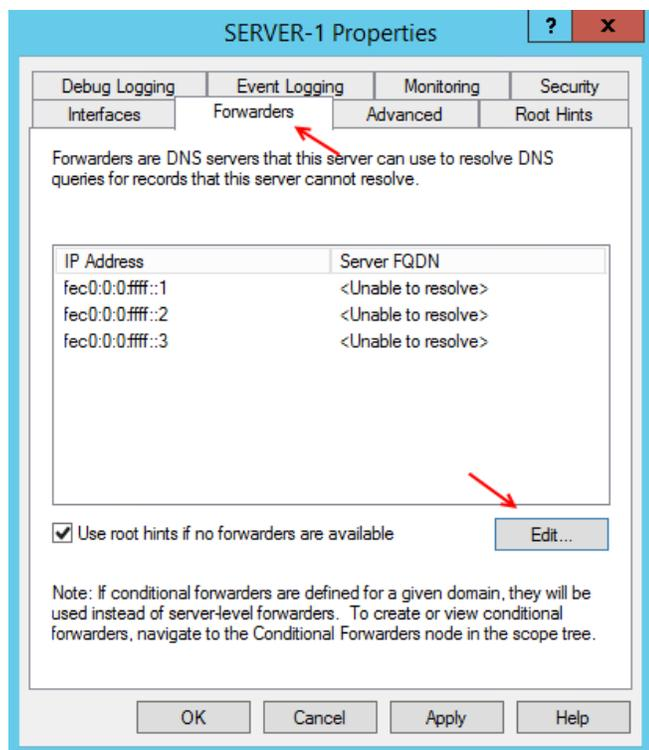 SERVER-1 Properties
? x
Debug Logging Event Logging Monitoring Security
Interfaces Forwarders Advanced Root Hints
Forwarders are DNS servers that this server can use to resolve DNS
queries for records that this server cannot resolve.
IP Address Server FQDN
fec0:0:0:ffff::1 <Unable to resolve>
fec0:0:0:ffff::2 <Unable to resolve>
fec0:0:0:ffff::3 <Unable to resolve>
Use root hints if no forwarders are available Edit...
Note: If conditional forwarders are defined for a given domain, they will be
used instead of server-level forwarders. To create or view conditional
forwarders, navigate to the Conditional Forwarders node in the scope tree.
OK Cancel Apply Help